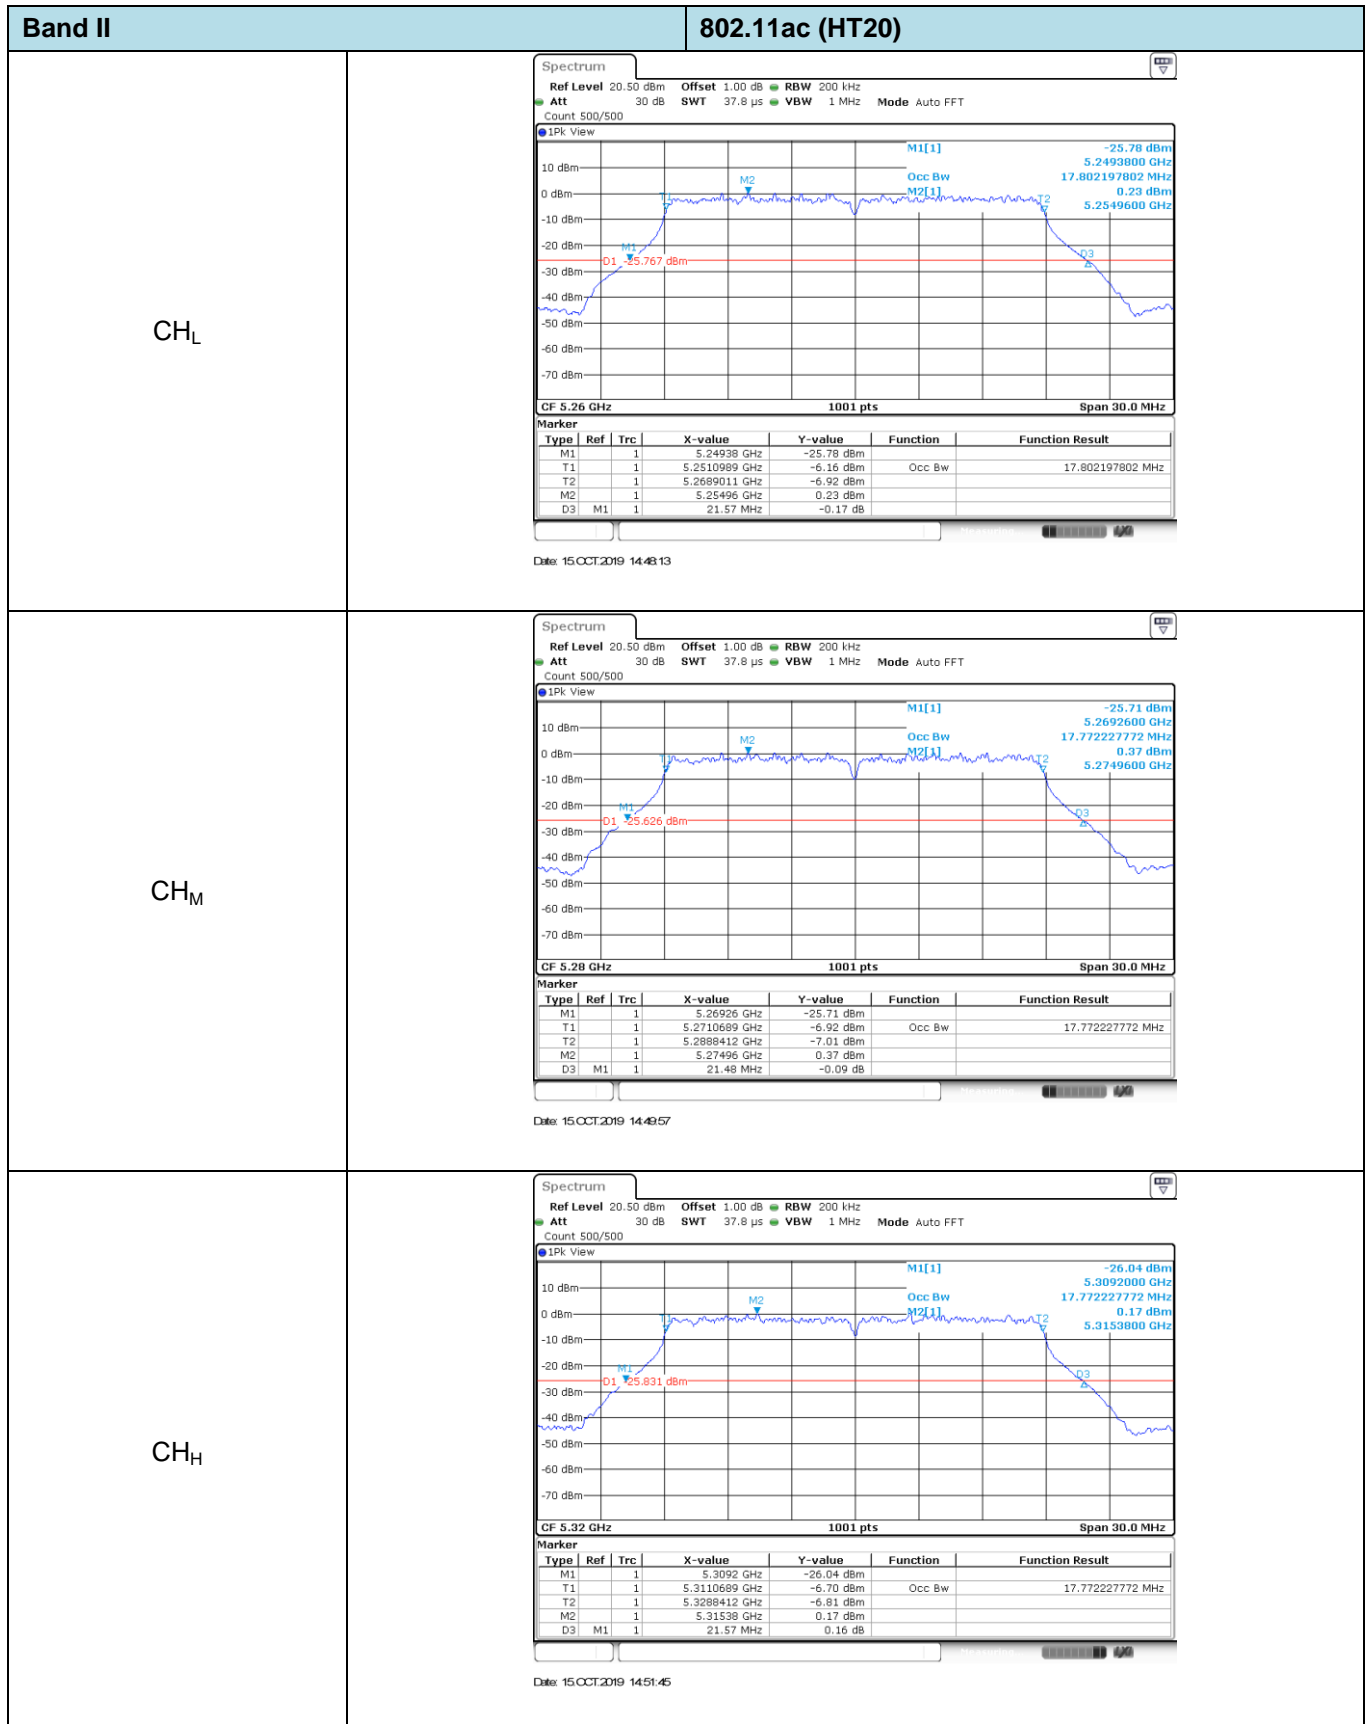 Band II 802.11ac (HT20)
CHL
Spectrum
Ref Level 20.50 dBm Offset 1.00 dB RBW 200 kHz
Att 30 dB SWT 37.8 µs VBW 1 MHz Mode Auto FFT
Count 500/500
1Pk View
M1[1] -25.78 dBm
5.2493800 GHz
10 dBm
Occ Bw 17.802197802 MHz
M2
0 dBm T1 M2[1] T2 0.23 dBm
5.2549600 GHz
-10 dBm
-20 dBm M1
D1 -25.767 dBm D3
-30 dBm
-40 dBm
-50 dBm
-60 dBm
-70 dBm
CF 5.26 GHz 1001 pts Span 30.0 MHz
Marker
Type Ref Trc X-value Y-value Function Function Result
M1 1 5.24938 GHz -25.78 dBm
T1 1 5.2510989 GHz -6.16 dBm Occ Bw 17.802197802 MHz
T2 1 5.2689011 GHz -6.92 dBm
M2 1 5.25496 GHz 0.23 dBm
D3 M1 1 21.57 MHz -0.17 dB
Date: 15.OCT.2019 14:48:13
CHM
Spectrum
Ref Level 20.50 dBm Offset 1.00 dB RBW 200 kHz
Att 30 dB SWT 37.8 µs VBW 1 MHz Mode Auto FFT
Count 500/500
1Pk View
M1[1] -25.71 dBm
5.2692600 GHz
10 dBm
Occ Bw 17.772227772 MHz
M2
0 dBm T1 M2[1] T2 0.37 dBm
5.2749600 GHz
-10 dBm
-20 dBm M1
D1 -25.626 dBm D3
-30 dBm
-40 dBm
-50 dBm
-60 dBm
-70 dBm
CF 5.28 GHz 1001 pts Span 30.0 MHz
Marker
Type Ref Trc X-value Y-value Function Function Result
M1 1 5.26926 GHz -25.71 dBm
T1 1 5.2710689 GHz -6.92 dBm Occ Bw 17.772227772 MHz
T2 1 5.2888412 GHz -7.01 dBm
M2 1 5.27496 GHz 0.37 dBm
D3 M1 1 21.48 MHz -0.09 dB
Date: 15.OCT.2019 14:49:57
CHH
Spectrum
Ref Level 20.50 dBm Offset 1.00 dB RBW 200 kHz
Att 30 dB SWT 37.8 µs VBW 1 MHz Mode Auto FFT
Count 500/500
1Pk View
M1[1] -26.04 dBm
5.3092000 GHz
10 dBm
Occ Bw 17.772227772 MHz
M2
0 dBm T1 M2[1] T2 0.17 dBm
5.3153800 GHz
-10 dBm
-20 dBm M1
D1 -25.831 dBm D3
-30 dBm
-40 dBm
-50 dBm
-60 dBm
-70 dBm
CF 5.32 GHz 1001 pts Span 30.0 MHz
Marker
Type Ref Trc X-value Y-value Function Function Result
M1 1 5.3092 GHz -26.04 dBm
T1 1 5.3110689 GHz -6.70 dBm Occ Bw 17.772227772 MHz
T2 1 5.3288412 GHz -6.81 dBm
M2 1 5.31538 GHz 0.17 dBm
D3 M1 1 21.57 MHz 0.16 dB
Date: 15.OCT.2019 14:51:45